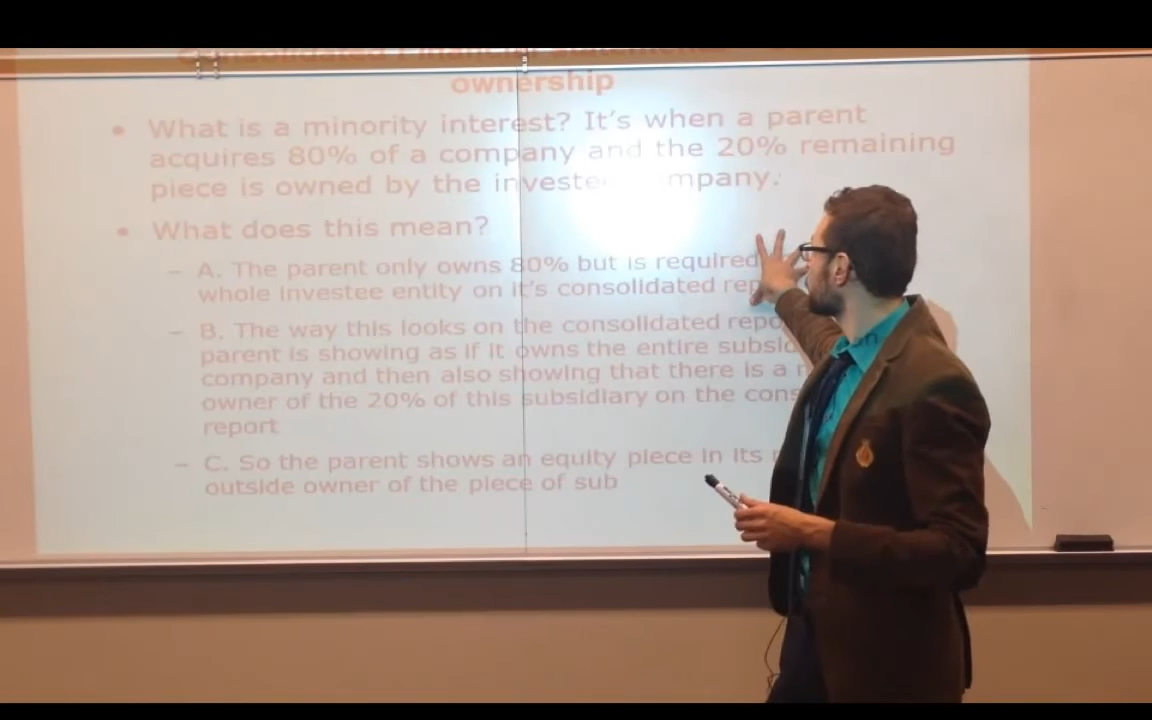 Consolidated Financial Statements
ownership
• What is a minority interest? It's when a parent
acquires 80% of a company and the 20% remaining
piece is owned by the investee company.
• What does this mean?
– A. The parent only owns 80% but is required
whole investee entity on it's consolidated
– B. The way this looks on the consolidated
parent is showing as if it owns the entire
company and then also showing that there is a
owner of the 20% of this subsidiary on the
report
– C. So the parent shows an equity piece in its
outside owner of the piece of sub